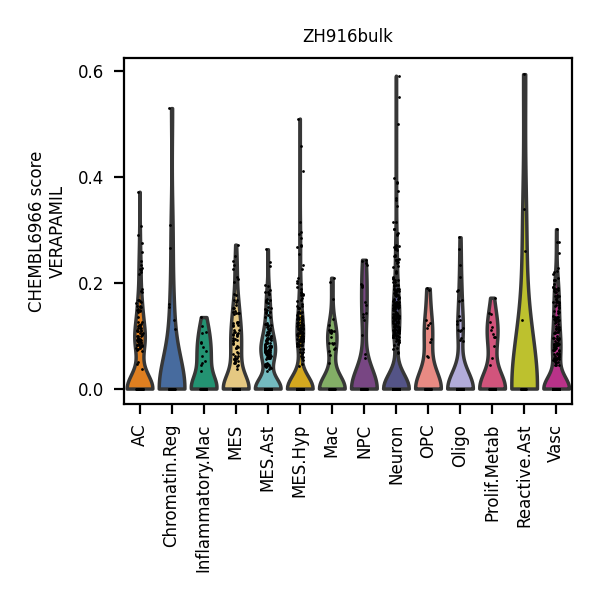 ZH916bulk
CHEMBL6966 score
VERAPAMIL
0.6
0.4
0.2
0.0
AC
Chromatin.Reg
Inflammatory.Mac
MES
MES.Ast
MES.Hyp
Mac
NPC
Neuron
OPC
Oligo
Prolif.Metab
Reactive.Ast
Vasc